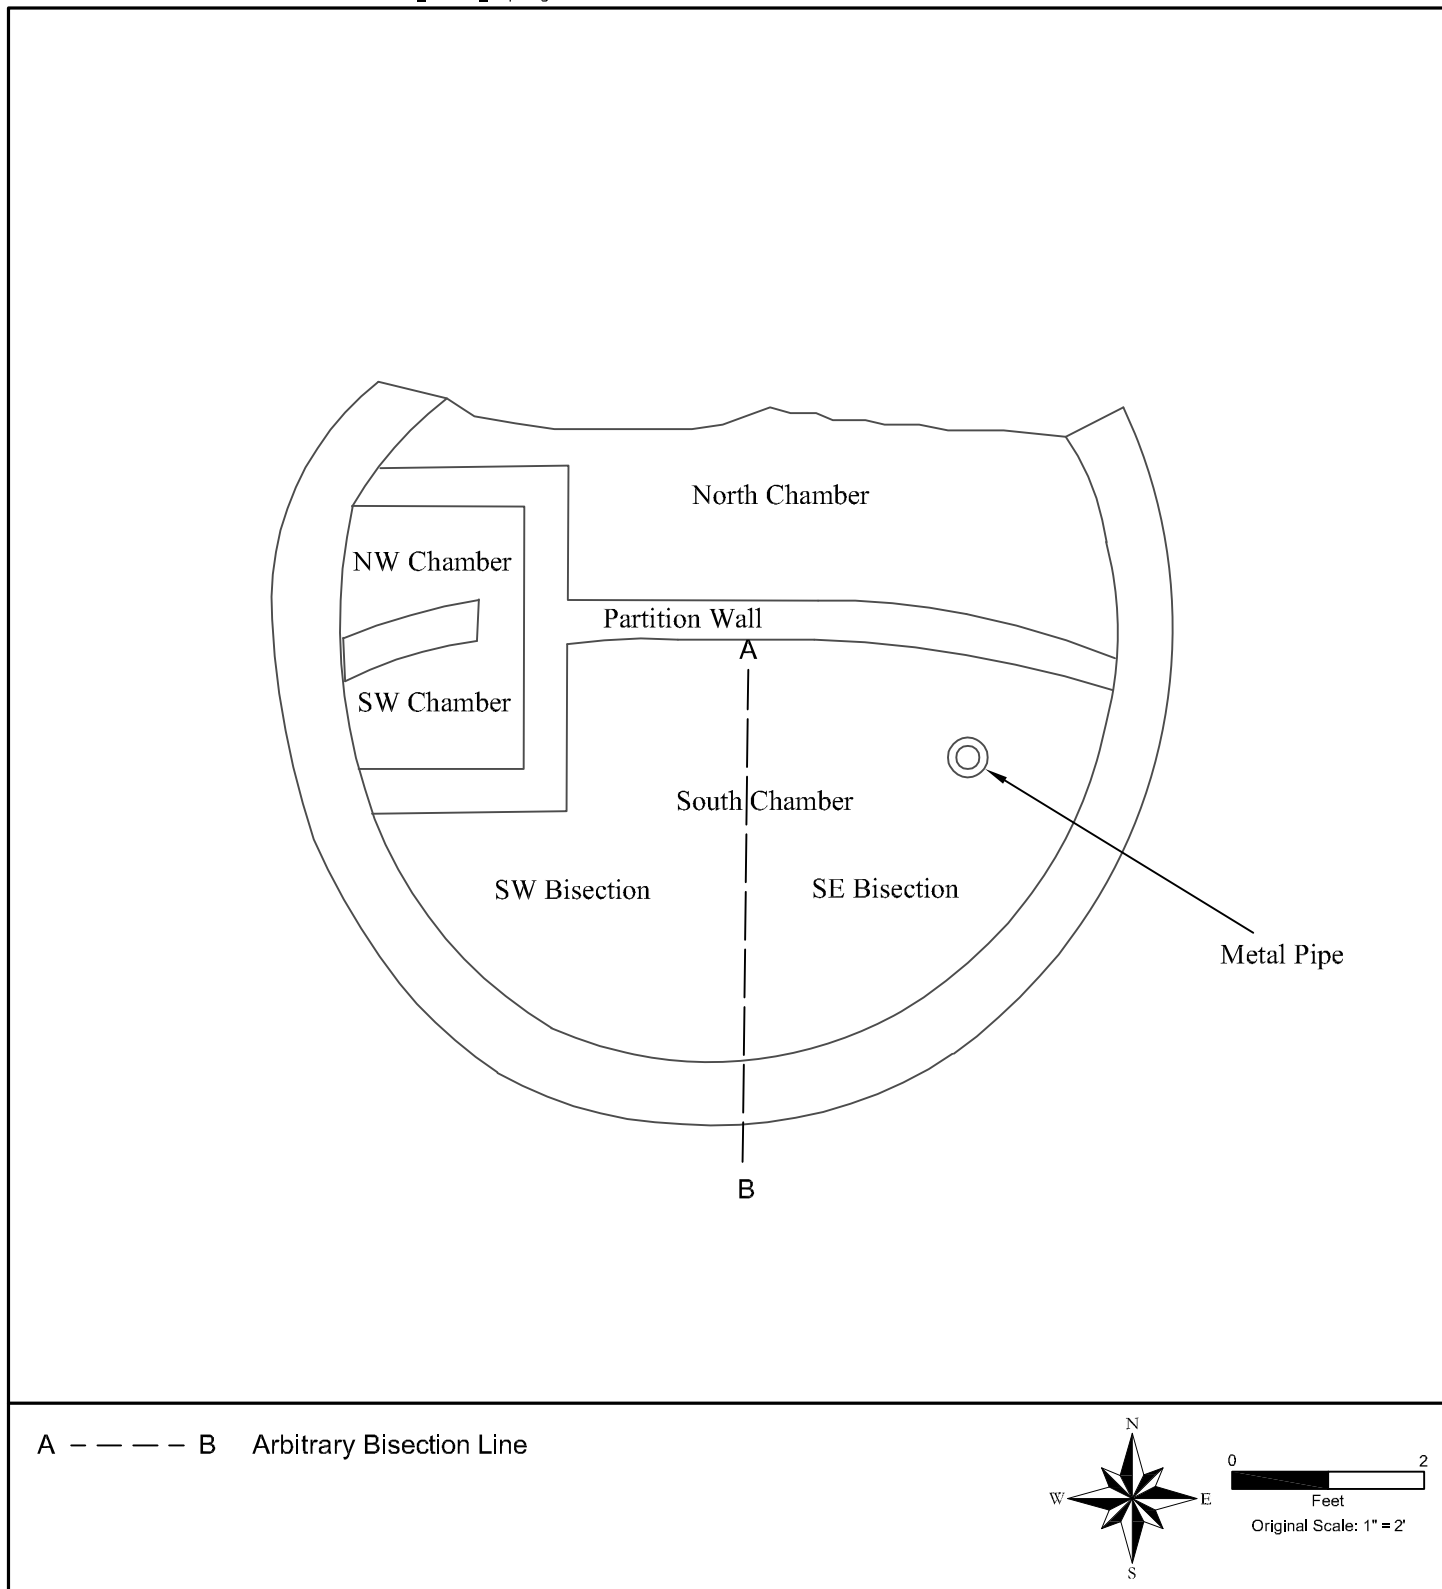 North Chamber
NW Chamber
Partition Wall
A
SW Chamber
South Chamber
SW Bisection
SE Bisection
Metal Pipe
B
A B Arbitrary Bisection Line
N
W
E
S
0 2
Feet
Original Scale: 1" = 2'